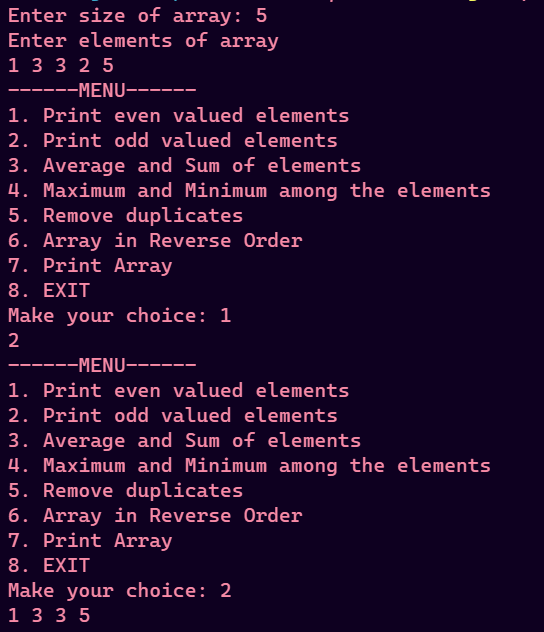 Enter size of array: 5
Enter elements of array
1 3 3 2 5
------MENU------
1. Print even valued elements
2. Print odd valued elements
3. Average and Sum of elements
4. Maximum and Minimum among the elements
5. Remove duplicates
6. Array in Reverse Order
7. Print Array
8. EXIT
Make your choice: 1
2
------MENU------
1. Print even valued elements
2. Print odd valued elements
3. Average and Sum of elements
4. Maximum and Minimum among the elements
5. Remove duplicates
6. Array in Reverse Order
7. Print Array
8. EXIT
Make your choice: 2
1 3 3 5